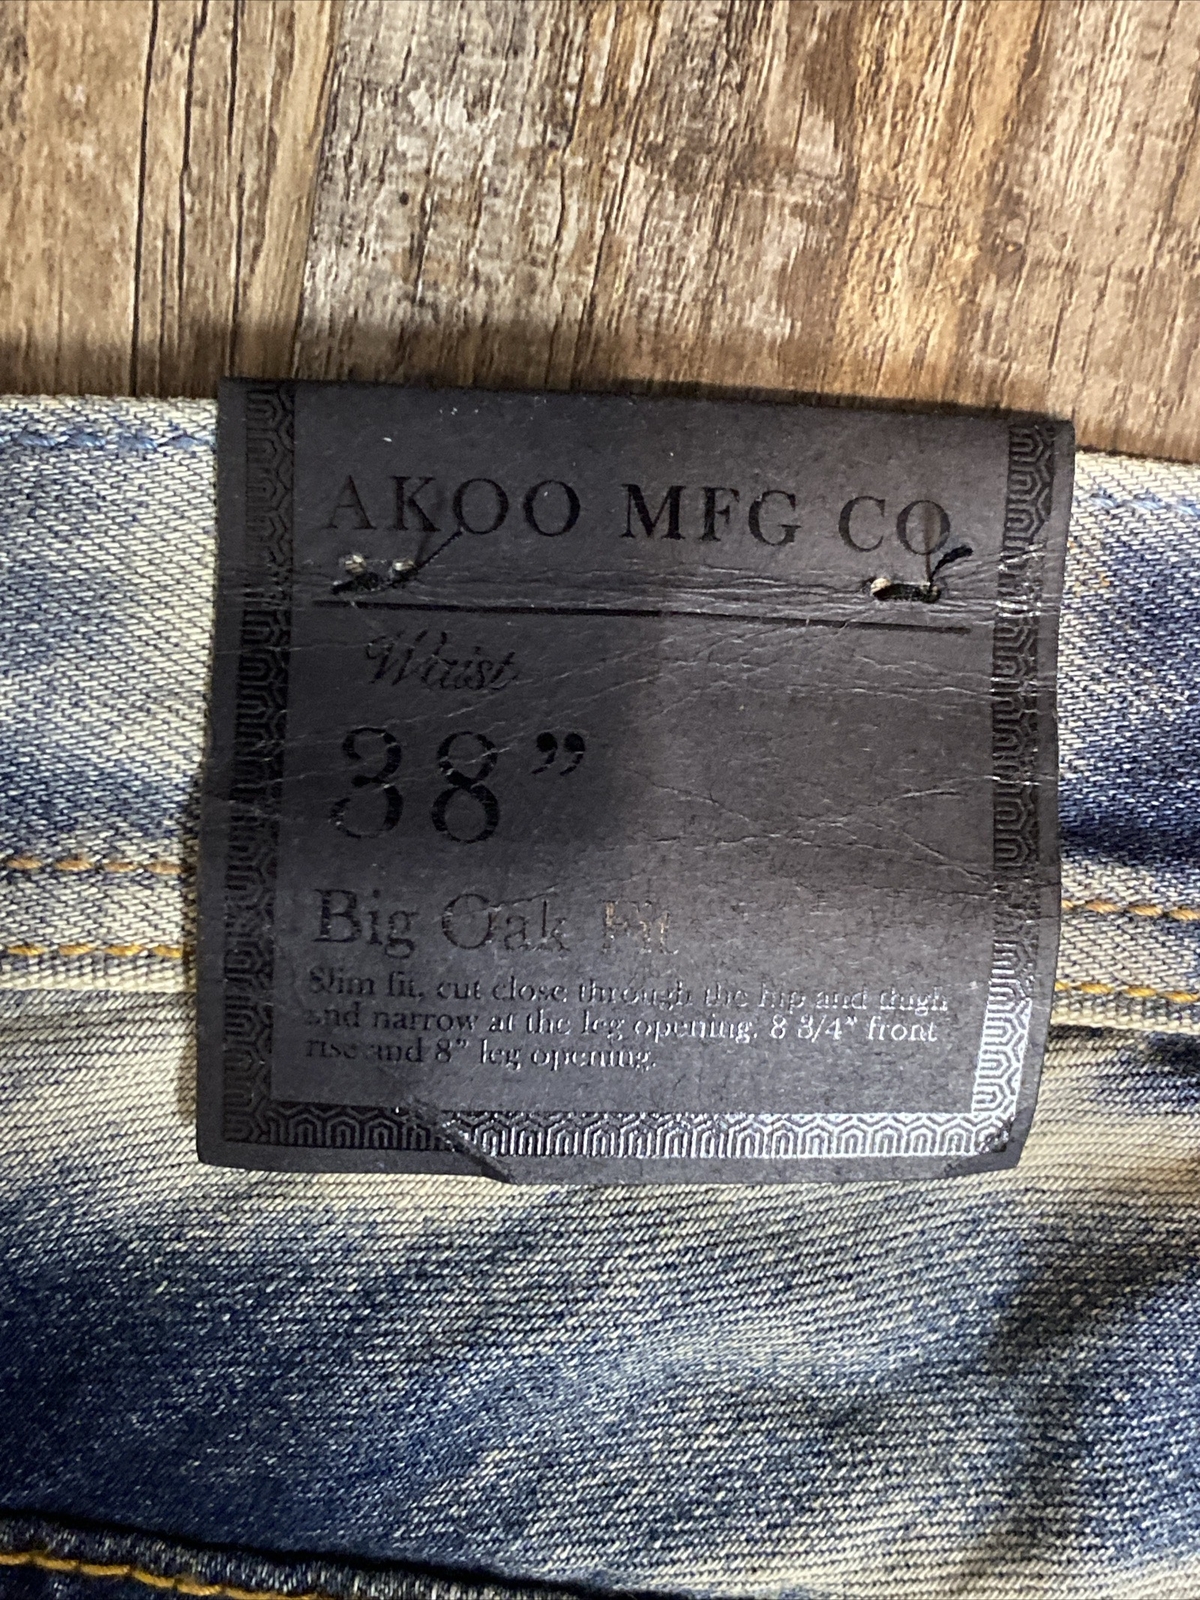 AKOO MFG CO
Waist
38”
Big Oak Fit
Slim fit, cut close through the hip and thigh
and narrow at the leg opening. 8 3/4” front
rise and 8” leg opening.